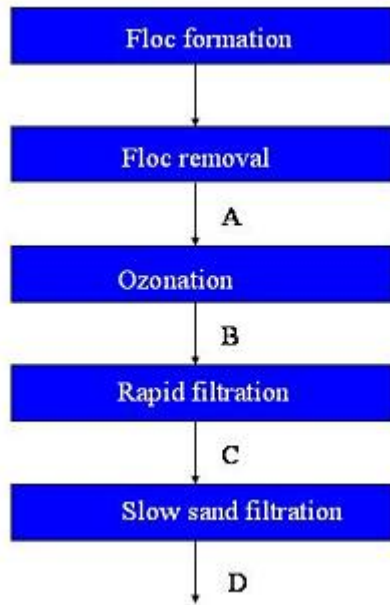 Floc formation
Floc removal
A
Ozonation
B
Rapid filtration
C
Slow sand filtration
D